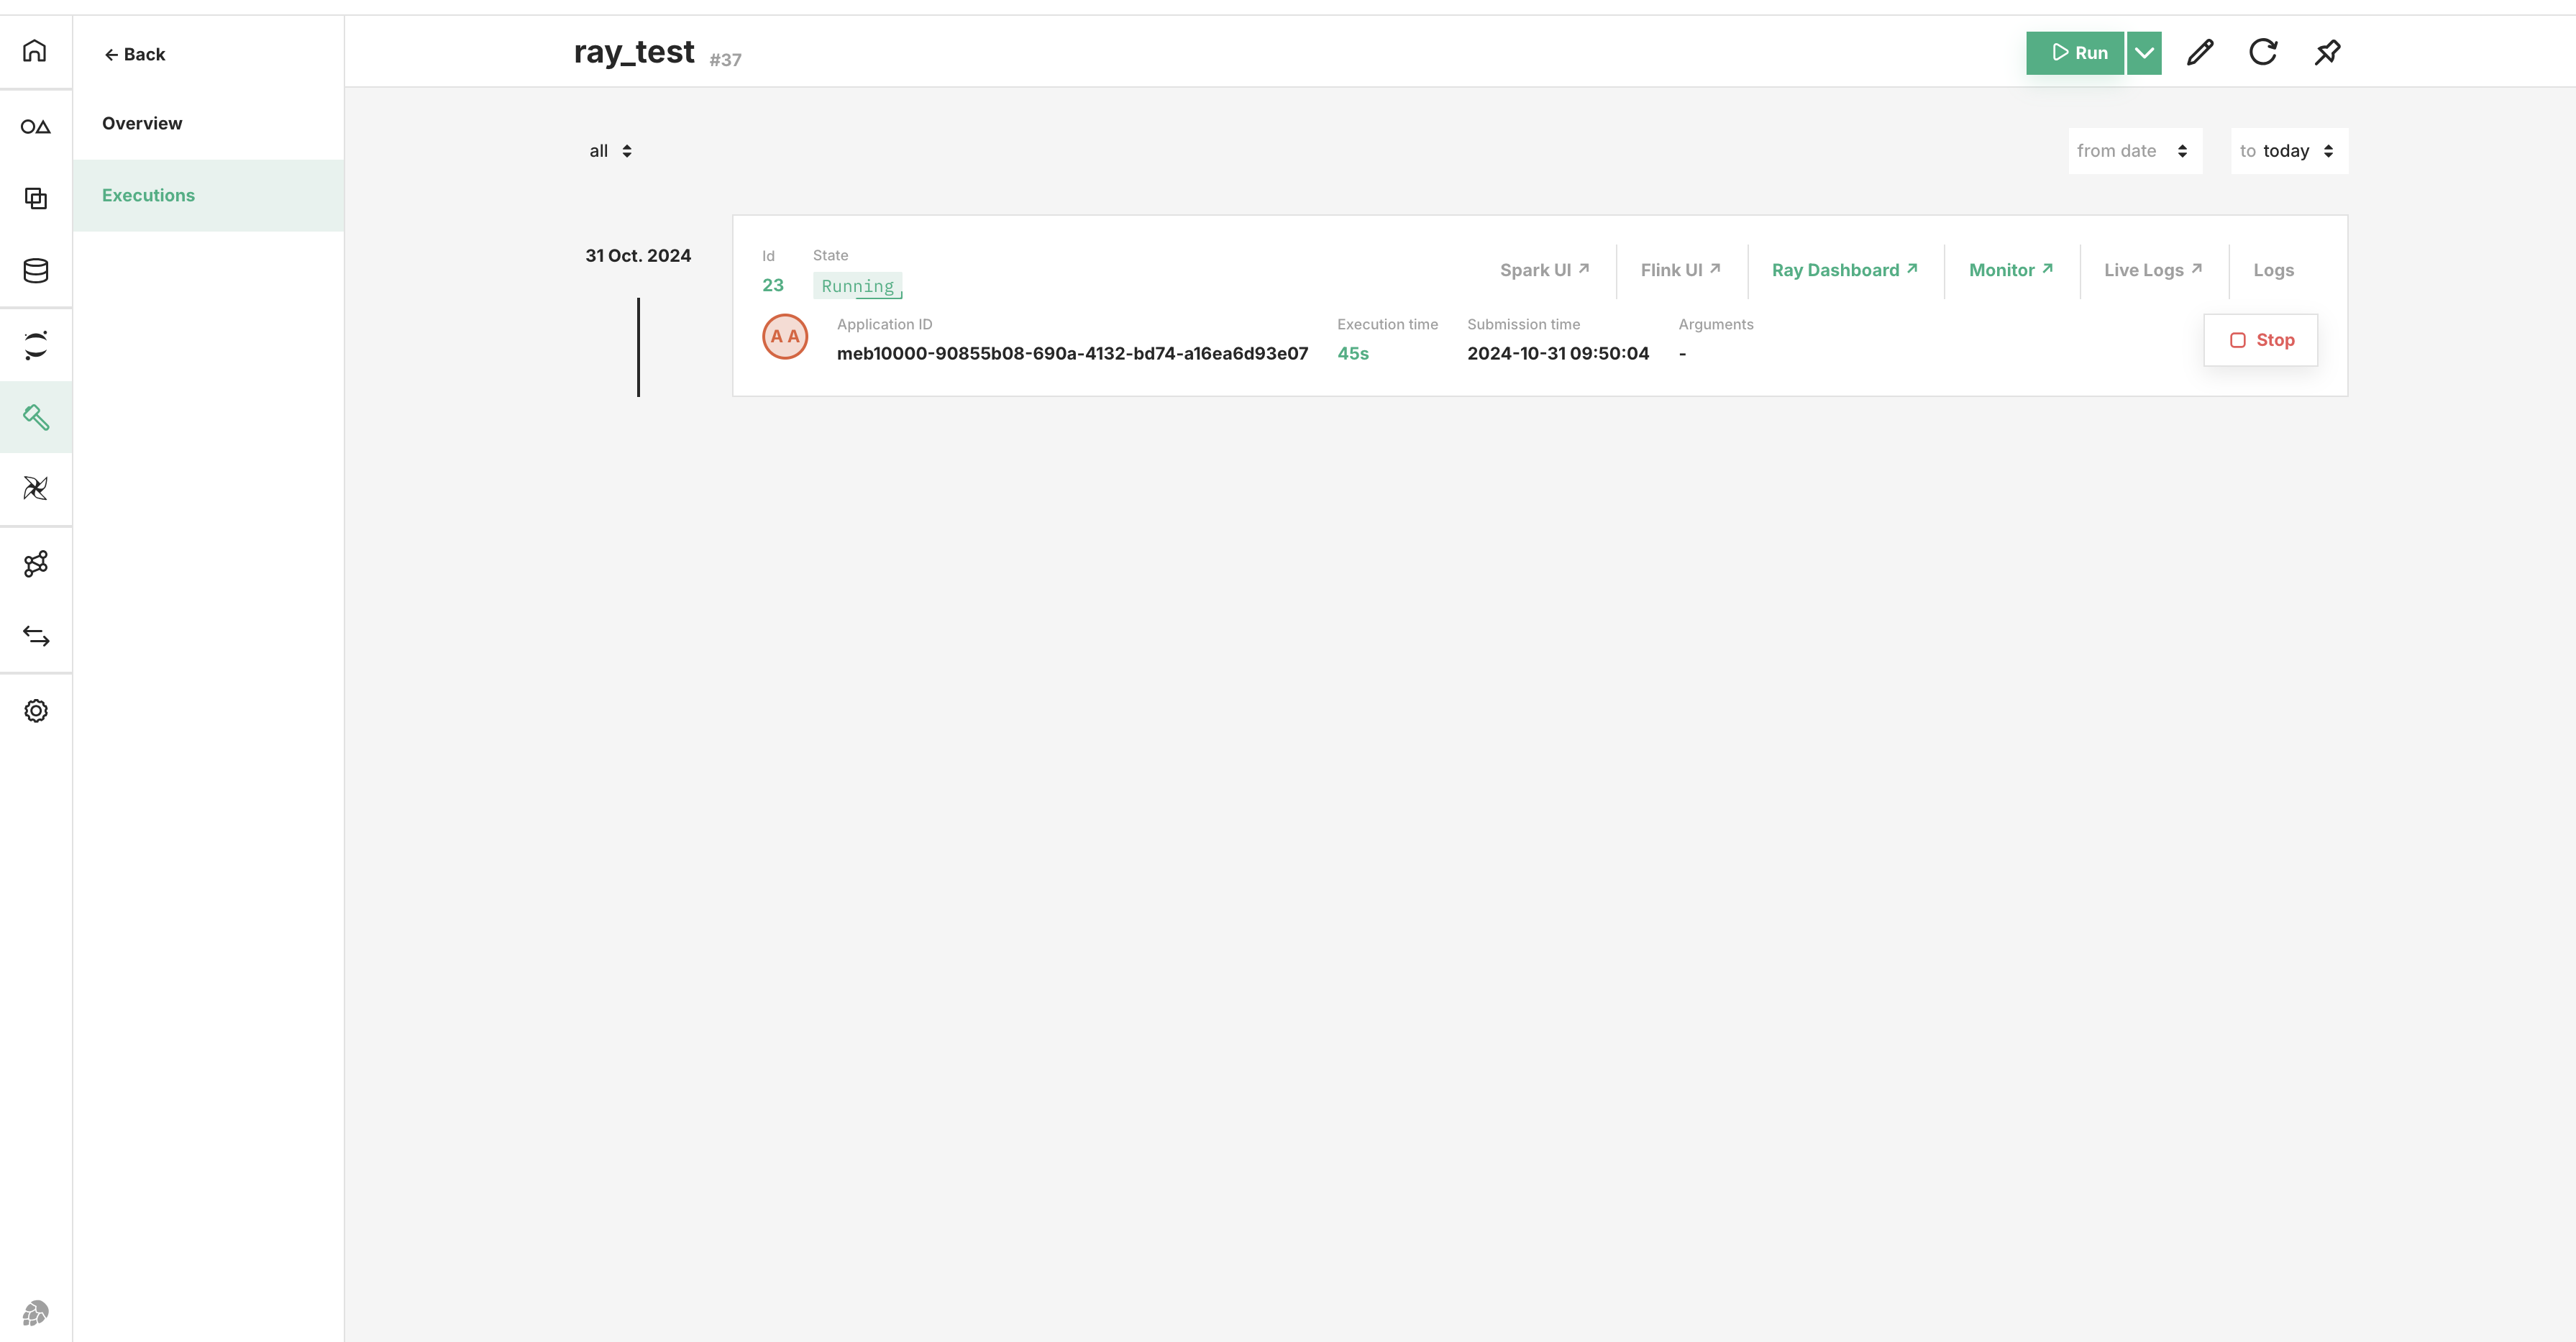 Back
Overview
Executions
ray_test #37
Run
all
from date
to today
31 Oct. 2024
Id
23
State
Running
Spark UI
Flink UI
Ray Dashboard
Monitor
Live Logs
Logs
A A
Application ID
meb10000-90855b08-690a-4132-bd74-a16ea6d93e07
Execution time
45s
Submission time
2024-10-31 09:50:04
Arguments
-
Stop